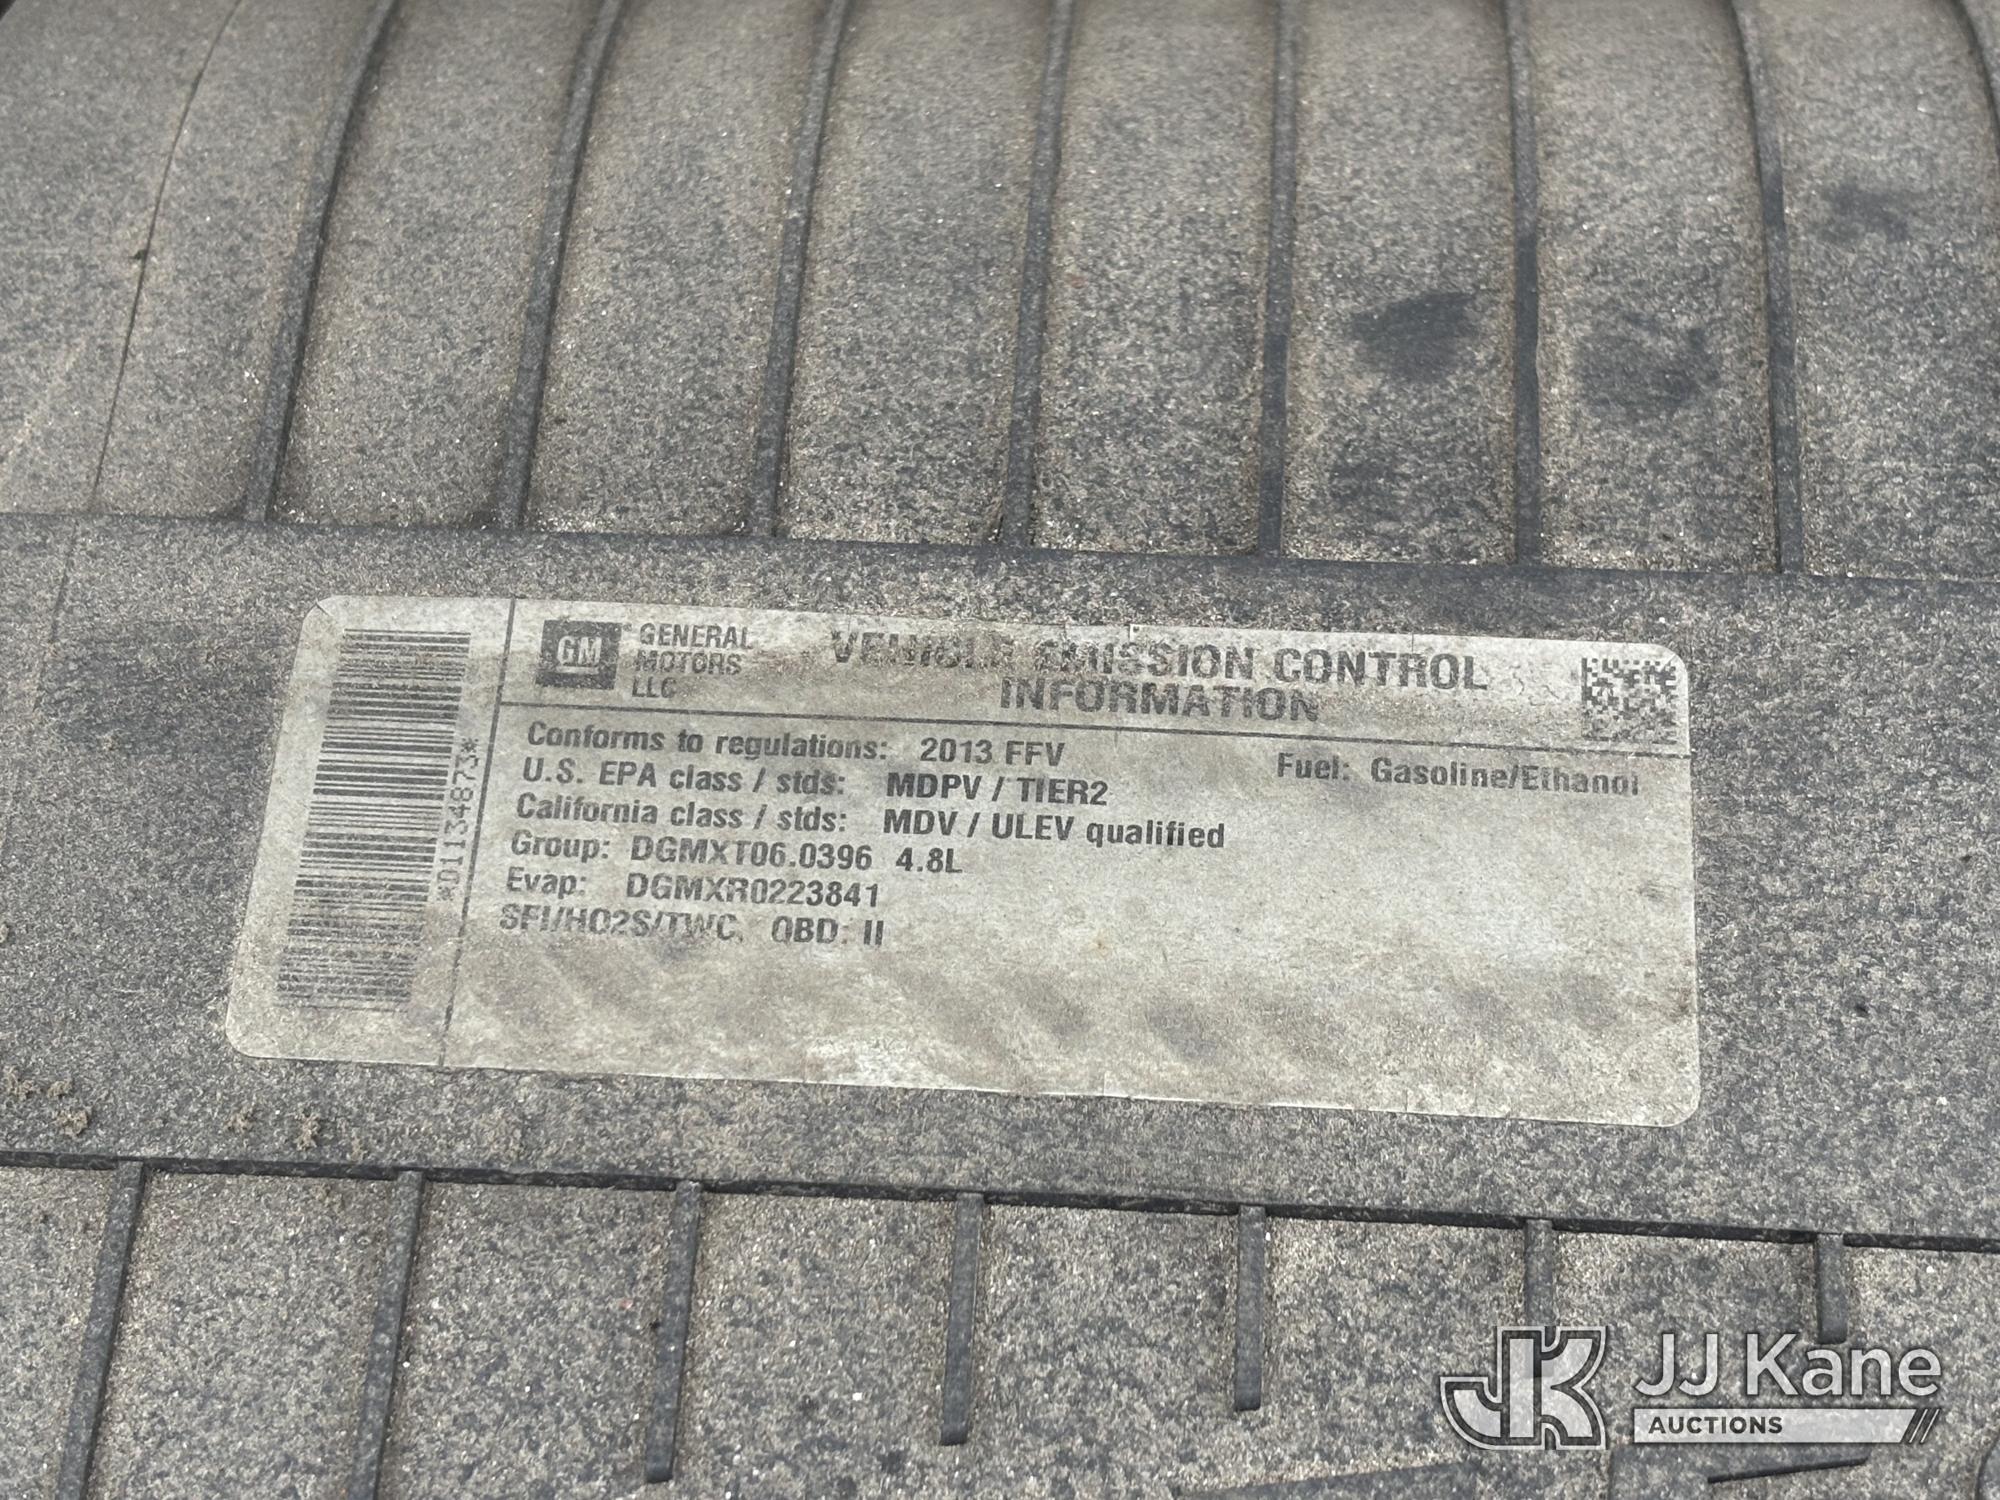 GM GENERAL MOTORS LLC
VEHICLE EMISSION CONTROL
INFORMATION
Conforms to regulations: 2013 FFV Fuel: Gasoline/Ethanol
U.S. EPA class / stds: MDPV / TIER2
California class / stds: MDV / ULEV qualified
Group: DGMXT06.0396 4.8L
Evap: DGMXR0223841
SFI/HO2S/TWC, OBD: II
*D1134873*
JK JJ Kane
AUCTIONS